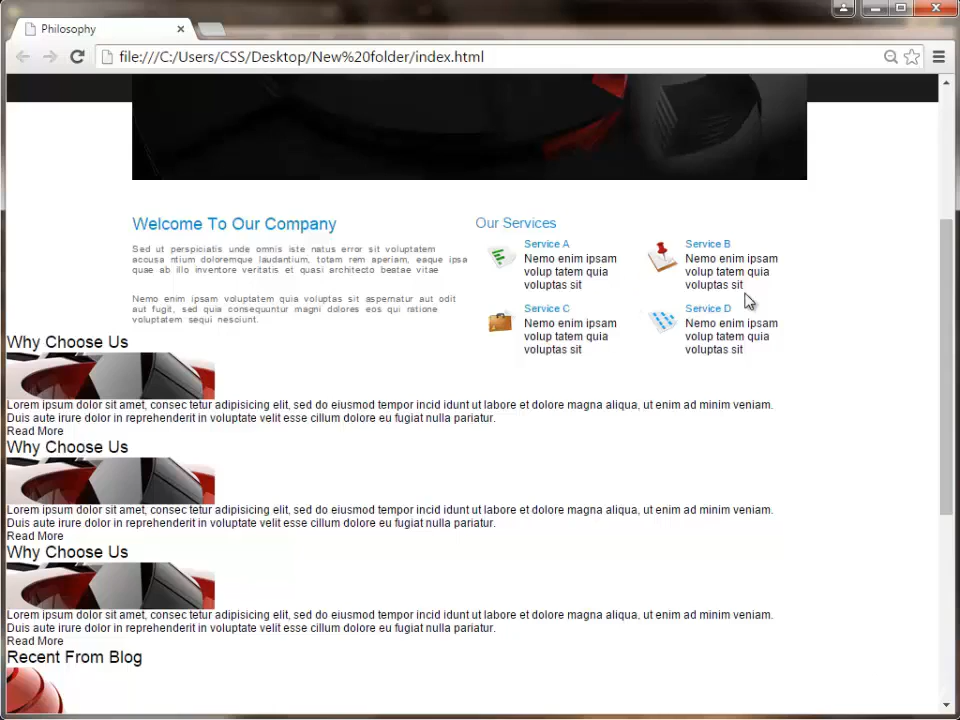 Philosophy
file:///C:/Users/CSS/Desktop/New%20folder/index.html
Welcome To Our Company
Sed ut perspiciatis unde omnis iste natus error sit voluptatem
accusa ntium doloremque laudantium, totam rem aperiam, eaque ipsa
quae ab illo inventore veritatis et quasi architecto beatae vitae
Nemo enim ipsam voluptatem quia voluptas sit aspernatur aut odit
aut fugit, sed quia consequuntur magni dolores eos qui ratione
voluptatem sequi nesciunt.
Our Services
Service A
Nemo enim ipsam
volup tatem quia
voluptas sit
Service B
Nemo enim ipsam
volup tatem quia
voluptas sit
Service C
Nemo enim ipsam
volup tatem quia
voluptas sit
Service D
Nemo enim ipsam
volup tatem quia
voluptas sit
Why Choose Us
Lorem ipsum dolor sit amet, consec tetur adipisicing elit, sed do eiusmod tempor incid idunt ut labore et dolore magna aliqua, ut enim ad minim veniam.
Duis aute irure dolor in reprehenderit in voluptate velit esse cillum dolore eu fugiat nulla pariatur.
Read More
Why Choose Us
Lorem ipsum dolor sit amet, consec tetur adipisicing elit, sed do eiusmod tempor incid idunt ut labore et dolore magna aliqua, ut enim ad minim veniam.
Duis aute irure dolor in reprehenderit in voluptate velit esse cillum dolore eu fugiat nulla pariatur.
Read More
Why Choose Us
Lorem ipsum dolor sit amet, consec tetur adipisicing elit, sed do eiusmod tempor incid idunt ut labore et dolore magna aliqua, ut enim ad minim veniam.
Duis aute irure dolor in reprehenderit in voluptate velit esse cillum dolore eu fugiat nulla pariatur.
Read More
Recent From Blog